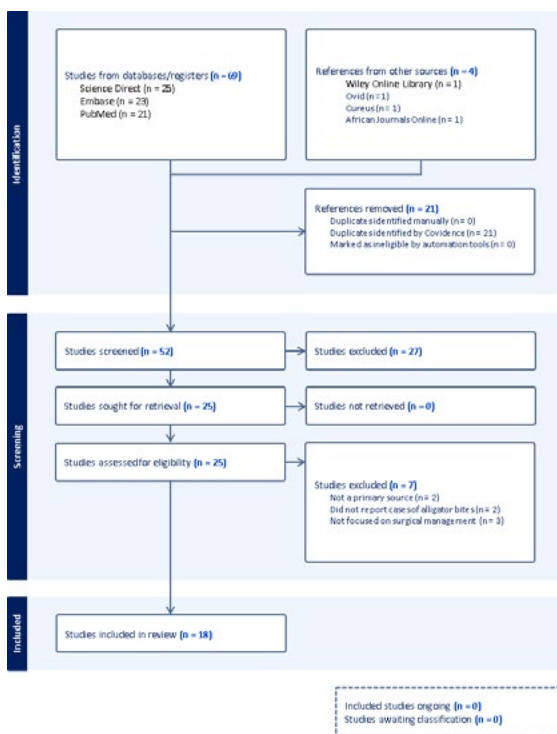 Identification
Studies from databases/registers (n = 69)
Science Direct (n = 25)
Embase (n = 23)
PubMed (n = 21)
References from other sources (n = 4)
Wiley Online Library (n = 1)
Ovid (n = 1)
Cureus (n = 1)
African Journals Online (n = 1)
References removed (n = 21)
Duplicates identified manually (n = 0)
Duplicates identified by Covidence (n = 21)
Marked as ineligible by automation tools (n = 0)
Screening
Studies screened (n = 52)
Studies excluded (n = 27)
Studies sought for retrieval (n = 25)
Studies not retrieved (n = 0)
Studies assessed for eligibility (n = 25)
Studies excluded (n = 7)
Not a primary source (n = 2)
Did not report cases of alligator bites (n = 2)
Not focused on surgical management (n = 3)
Included
Studies included in review (n = 18)
Included studies ongoing (n = 0)
Studies awaiting classification (n = 0)